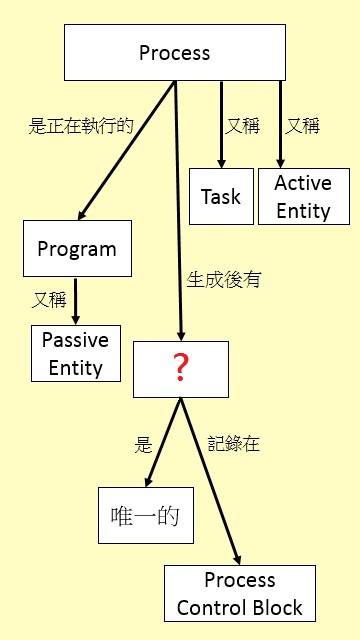 Process
是正在執行的
又稱
又稱
Task
Active
Entity
Program
又稱
生成後有
Passive
Entity
?
是
記錄在
唯一的
Process
Control Block